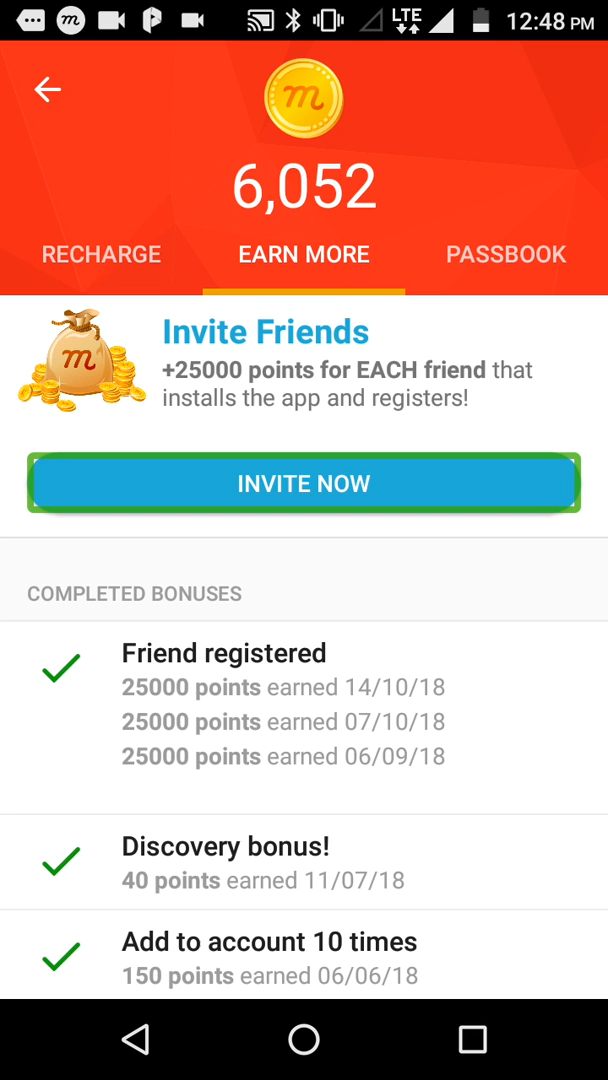 LTE 12:48 PM
m
6,052
RECHARGE EARN MORE PASSBOOK
m
Invite Friends
+25000 points for EACH friend that
installs the app and registers!
INVITE NOW
COMPLETED BONUSES
Friend registered
25000 points earned 14/10/18
25000 points earned 07/10/18
25000 points earned 06/09/18
Discovery bonus!
40 points earned 11/07/18
Add to account 10 times
150 points earned 06/06/18